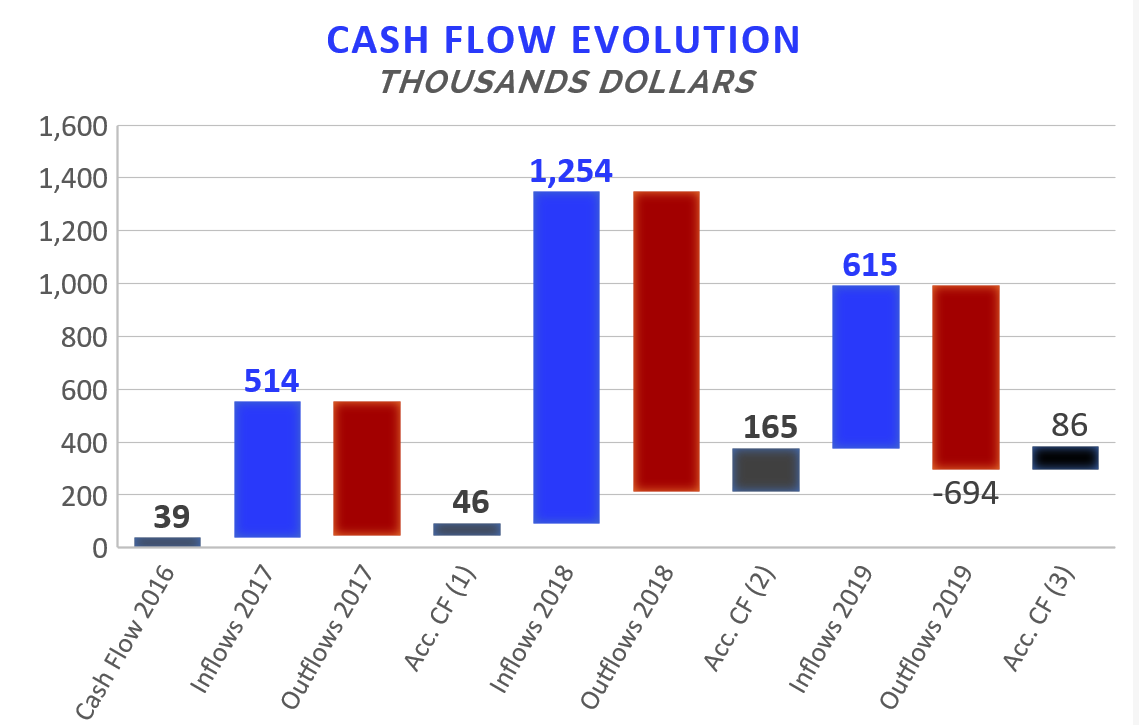 CASH FLOW EVOLUTION
THOUSANDS DOLLARS
1,600
1,400
1,200
1,000
800
600
400
200
0
39
514
46
1,254
165
615
-694
86
Cash Flow 2016
Inflows 2017
Outflows 2017
Acc. CF (1)
Inflows 2018
Outflows 2018
Acc. CF (2)
Inflows 2019
Outflows 2019
Acc. CF (3)